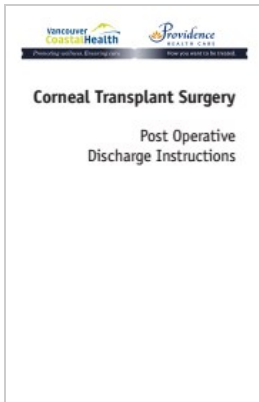 Vancouver
CoastalHealth
Providence
HEALTH CARE
Promoting wellness. Ensuring care.
How you want to be treated.
Corneal Transplant Surgery
Post Operative
Discharge Instructions